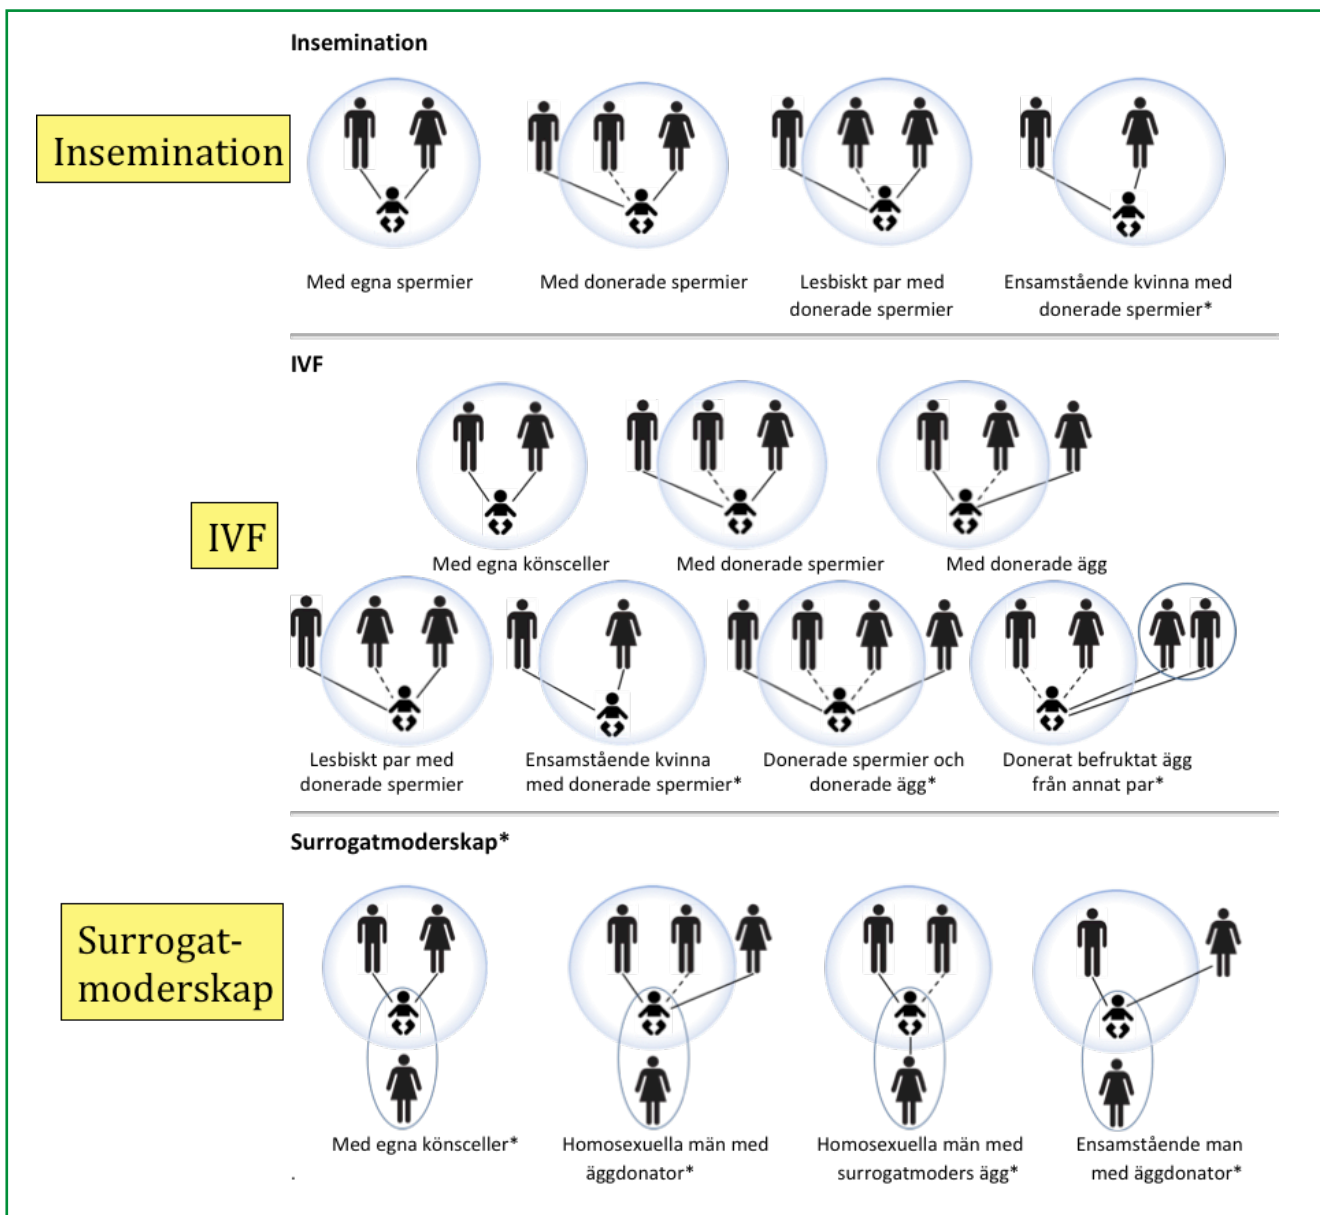 Insemination
Insemination
Med egna spermier
Med donerade spermier
Lesbiskt par med
donerade spermier
Ensamstående kvinna med
donerade spermier*
IVF
IVF
Med egna könsceller
Med donerade spermier
Med donerade ägg
Lesbiskt par med
donerade spermier
Ensamstående kvinna
med donerade spermier*
Donerade spermier och
donerade ägg*
Donerat befruktat ägg
från annat par*
Surrogatmoderskap*
Surrogat-
moderskap
Med egna könsceller*
Homosexuella män med
äggdonator*
Homosexuella män med
surrogatmoders ägg*
Ensamstående man
med äggdonator*
.